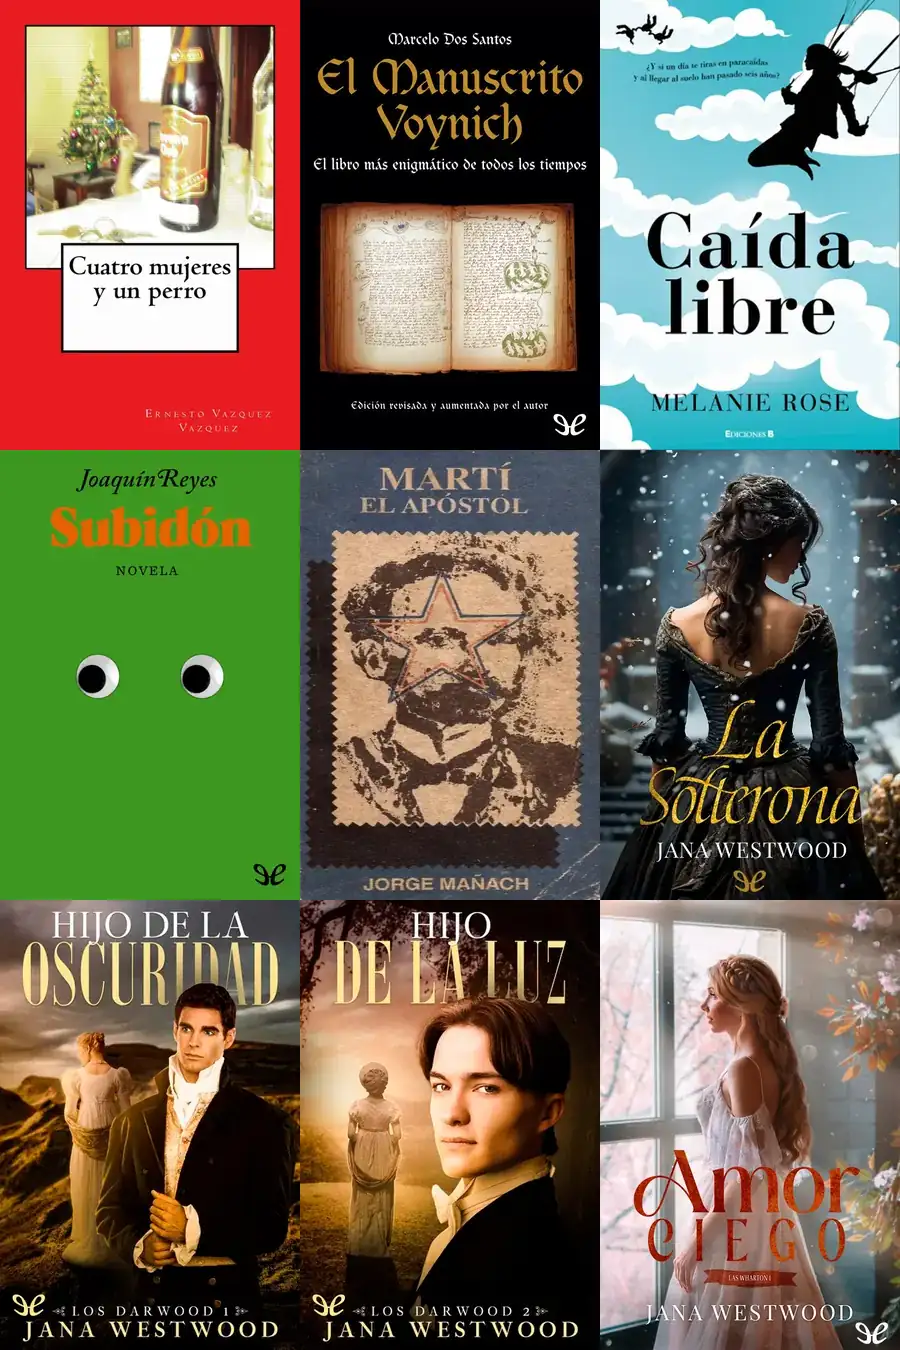 Cuatro mujeres
y un perro
Ernesto Vazquez
Vazquez
Marcelo Dos Santos
El Manuscrito
Voynich
El libro más enigmático de todos los tiempos
Edición revisada y aumentada por el autor
¿Y si un día te tiras en paracaídas
y al llegar al suelo han pasado seis años?
Caída
libre
MELANIE ROSE
EDICIONES B
Joaquín Reyes
Subidón
NOVELA
MARTÍ
EL APÓSTOL
JORGE MAÑACH
La
Solterona
JANA WESTWOOD
HIJO DE LA
OSCURIDAD
LOS DARWOOD 1
JANA WESTWOOD
HIJO
DE LA LUZ
LOS DARWOOD 2
JANA WESTWOOD
Amor
CIEGO
LAS WHARTON 1
JANA WESTWOOD